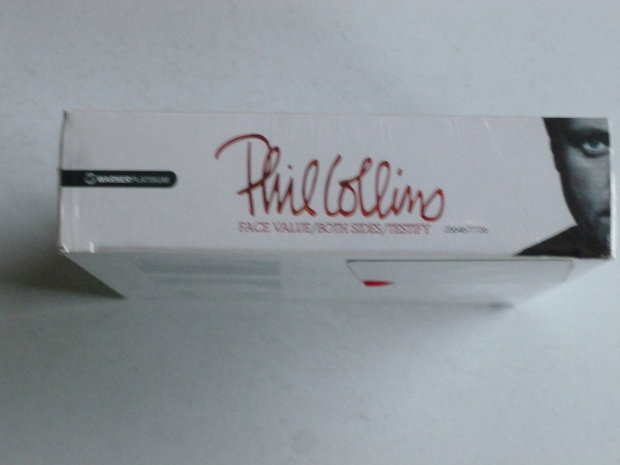 WARNER PLATINUM
Phil Collins
FACE VALUE/BOTH SIDES/TESTIFY